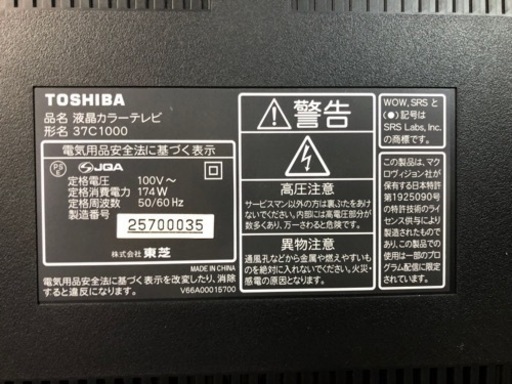 TOSHIBA
品名 液晶カラーテレビ
形名 37C1000
電気用品安全法に基づく表示
PS E JQA
定格電圧 100V〜
定格消費電力 174W
定格周波数 50/60 Hz
製造番号
25700035
株式会社 東芝
MADE IN CHINA
電気用品安全法に基づく表示を改変したり、消除
すると違反になります。
V66A00015700
警告
高圧注意
サービスマン以外の方は裏ぶたをあけ
ないでください。内部には高電圧部分が
数多くあり、万一さわると危険です。
異物注意
通風孔などから金属や燃えやすいもの
を絶対に入れないでください。火災・
感電の原因となります。
WOW, SRS と
(●)記号は
SRS Labs, Inc.
の商標です。
この製品は、マク
ロヴィジョン社が
保有する日本特許
第1925090号
の特許技術のライ
センス供与により
製造されたもので
あって、この製品の
使用は一部のプロ
グラム配信に限定
されています。